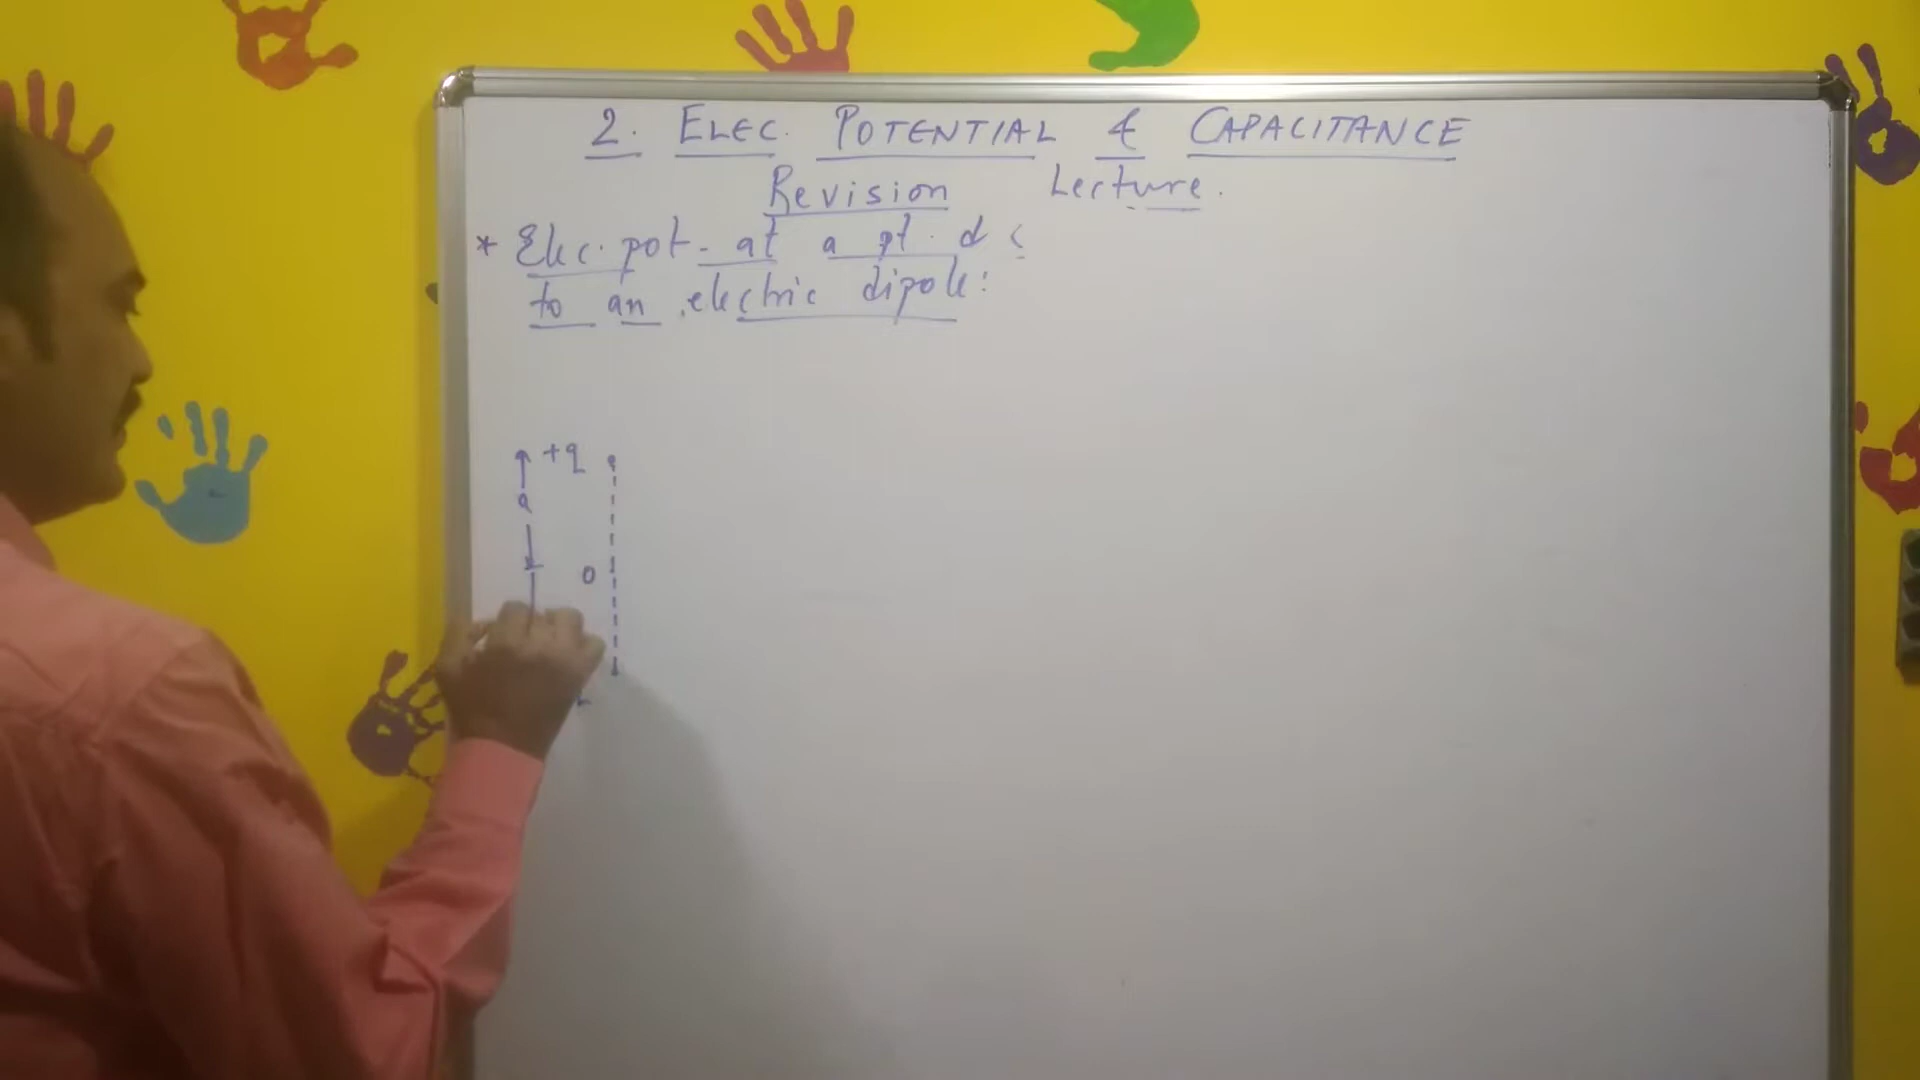 2. ELEC. POTENTIAL & CAPACITANCE
Revision Lecture.
* Elec. pot. at a pt. d <
to an electric dipole:
+q
a
O